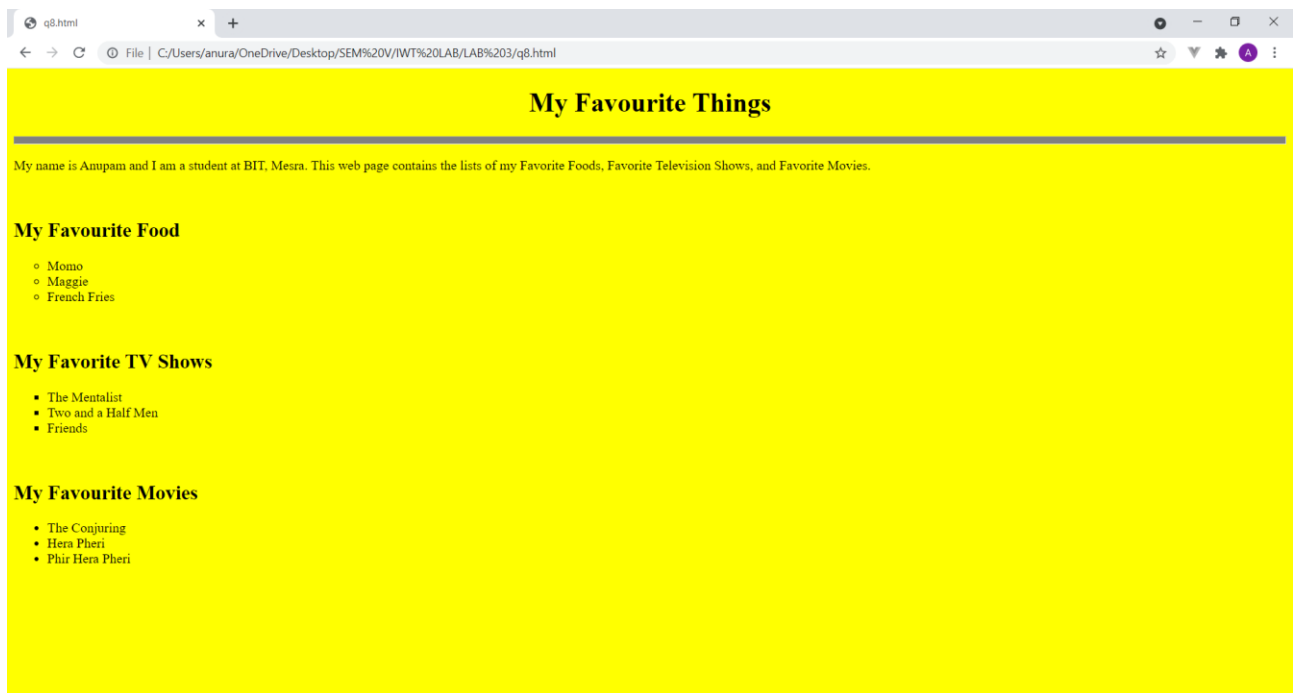 q8.html
File | C:/Users/anura/OneDrive/Desktop/SEM%20V/IWT%20LAB/LAB%203/q8.html
A
My Favourite Things
My name is Anupam and I am a student at BIT, Mesra. This web page contains the lists of my Favorite Foods, Favorite Television Shows, and Favorite Movies.
My Favourite Food
Momo
Maggie
French Fries
My Favorite TV Shows
The Mentalist
Two and a Half Men
Friends
My Favourite Movies
The Conjuring
Hera Pheri
Phir Hera Pheri